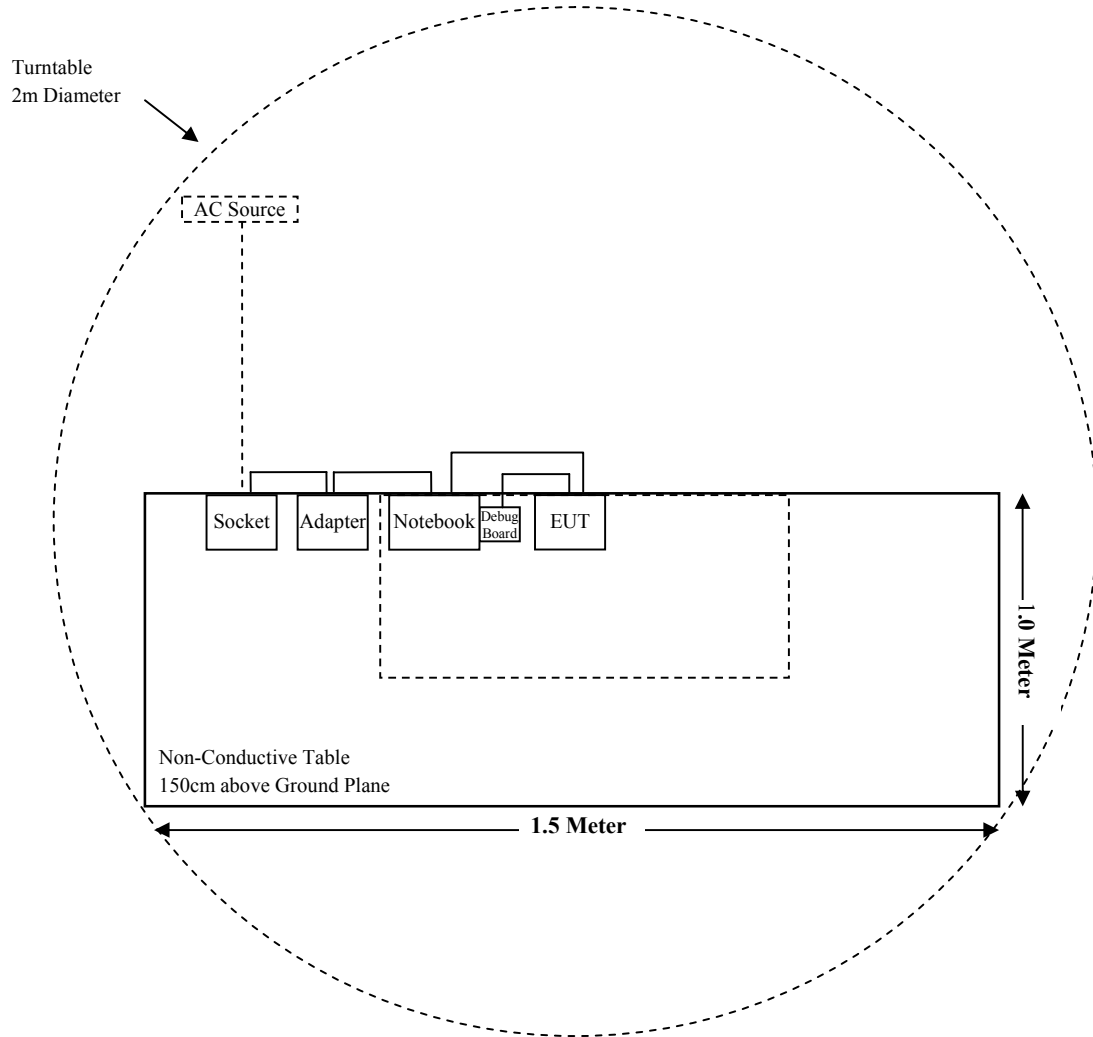 Turntable
2m Diameter
AC Source
Socket
Adapter
Notebook
Debug
Board
EUT
1.0 Meter
Non-Conductive Table
150cm above Ground Plane
1.5 Meter